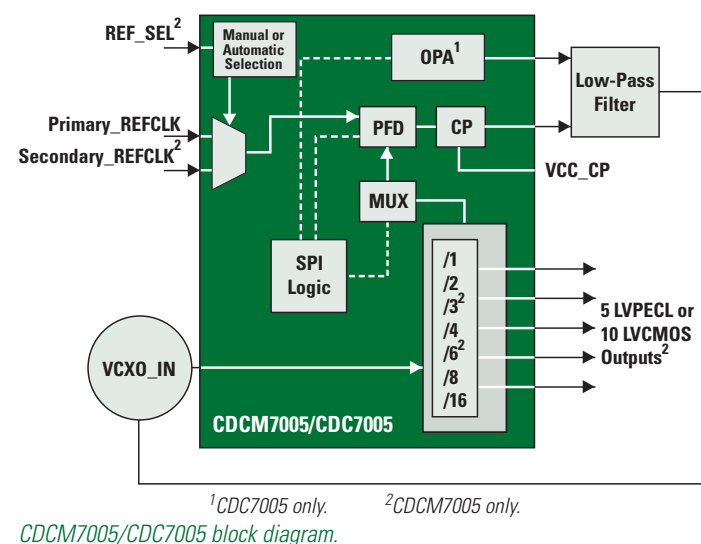 REF_SEL2
Manual or
Automatic
Selection
OPA1
Low-Pass
Filter
Primary_REFCLK
Secondary_REFCLK2
PFD
CP
VCC_CP
MUX
SPI
Logic
/1
/2
/32
/4
/62
/8
/16
5 LVPECL or
10 LVCMOS
Outputs2
VCXO_IN
CDCM7005/CDC7005
1CDC7005 only. 2CDCM7005 only.
CDCM7005/CDC7005 block diagram.